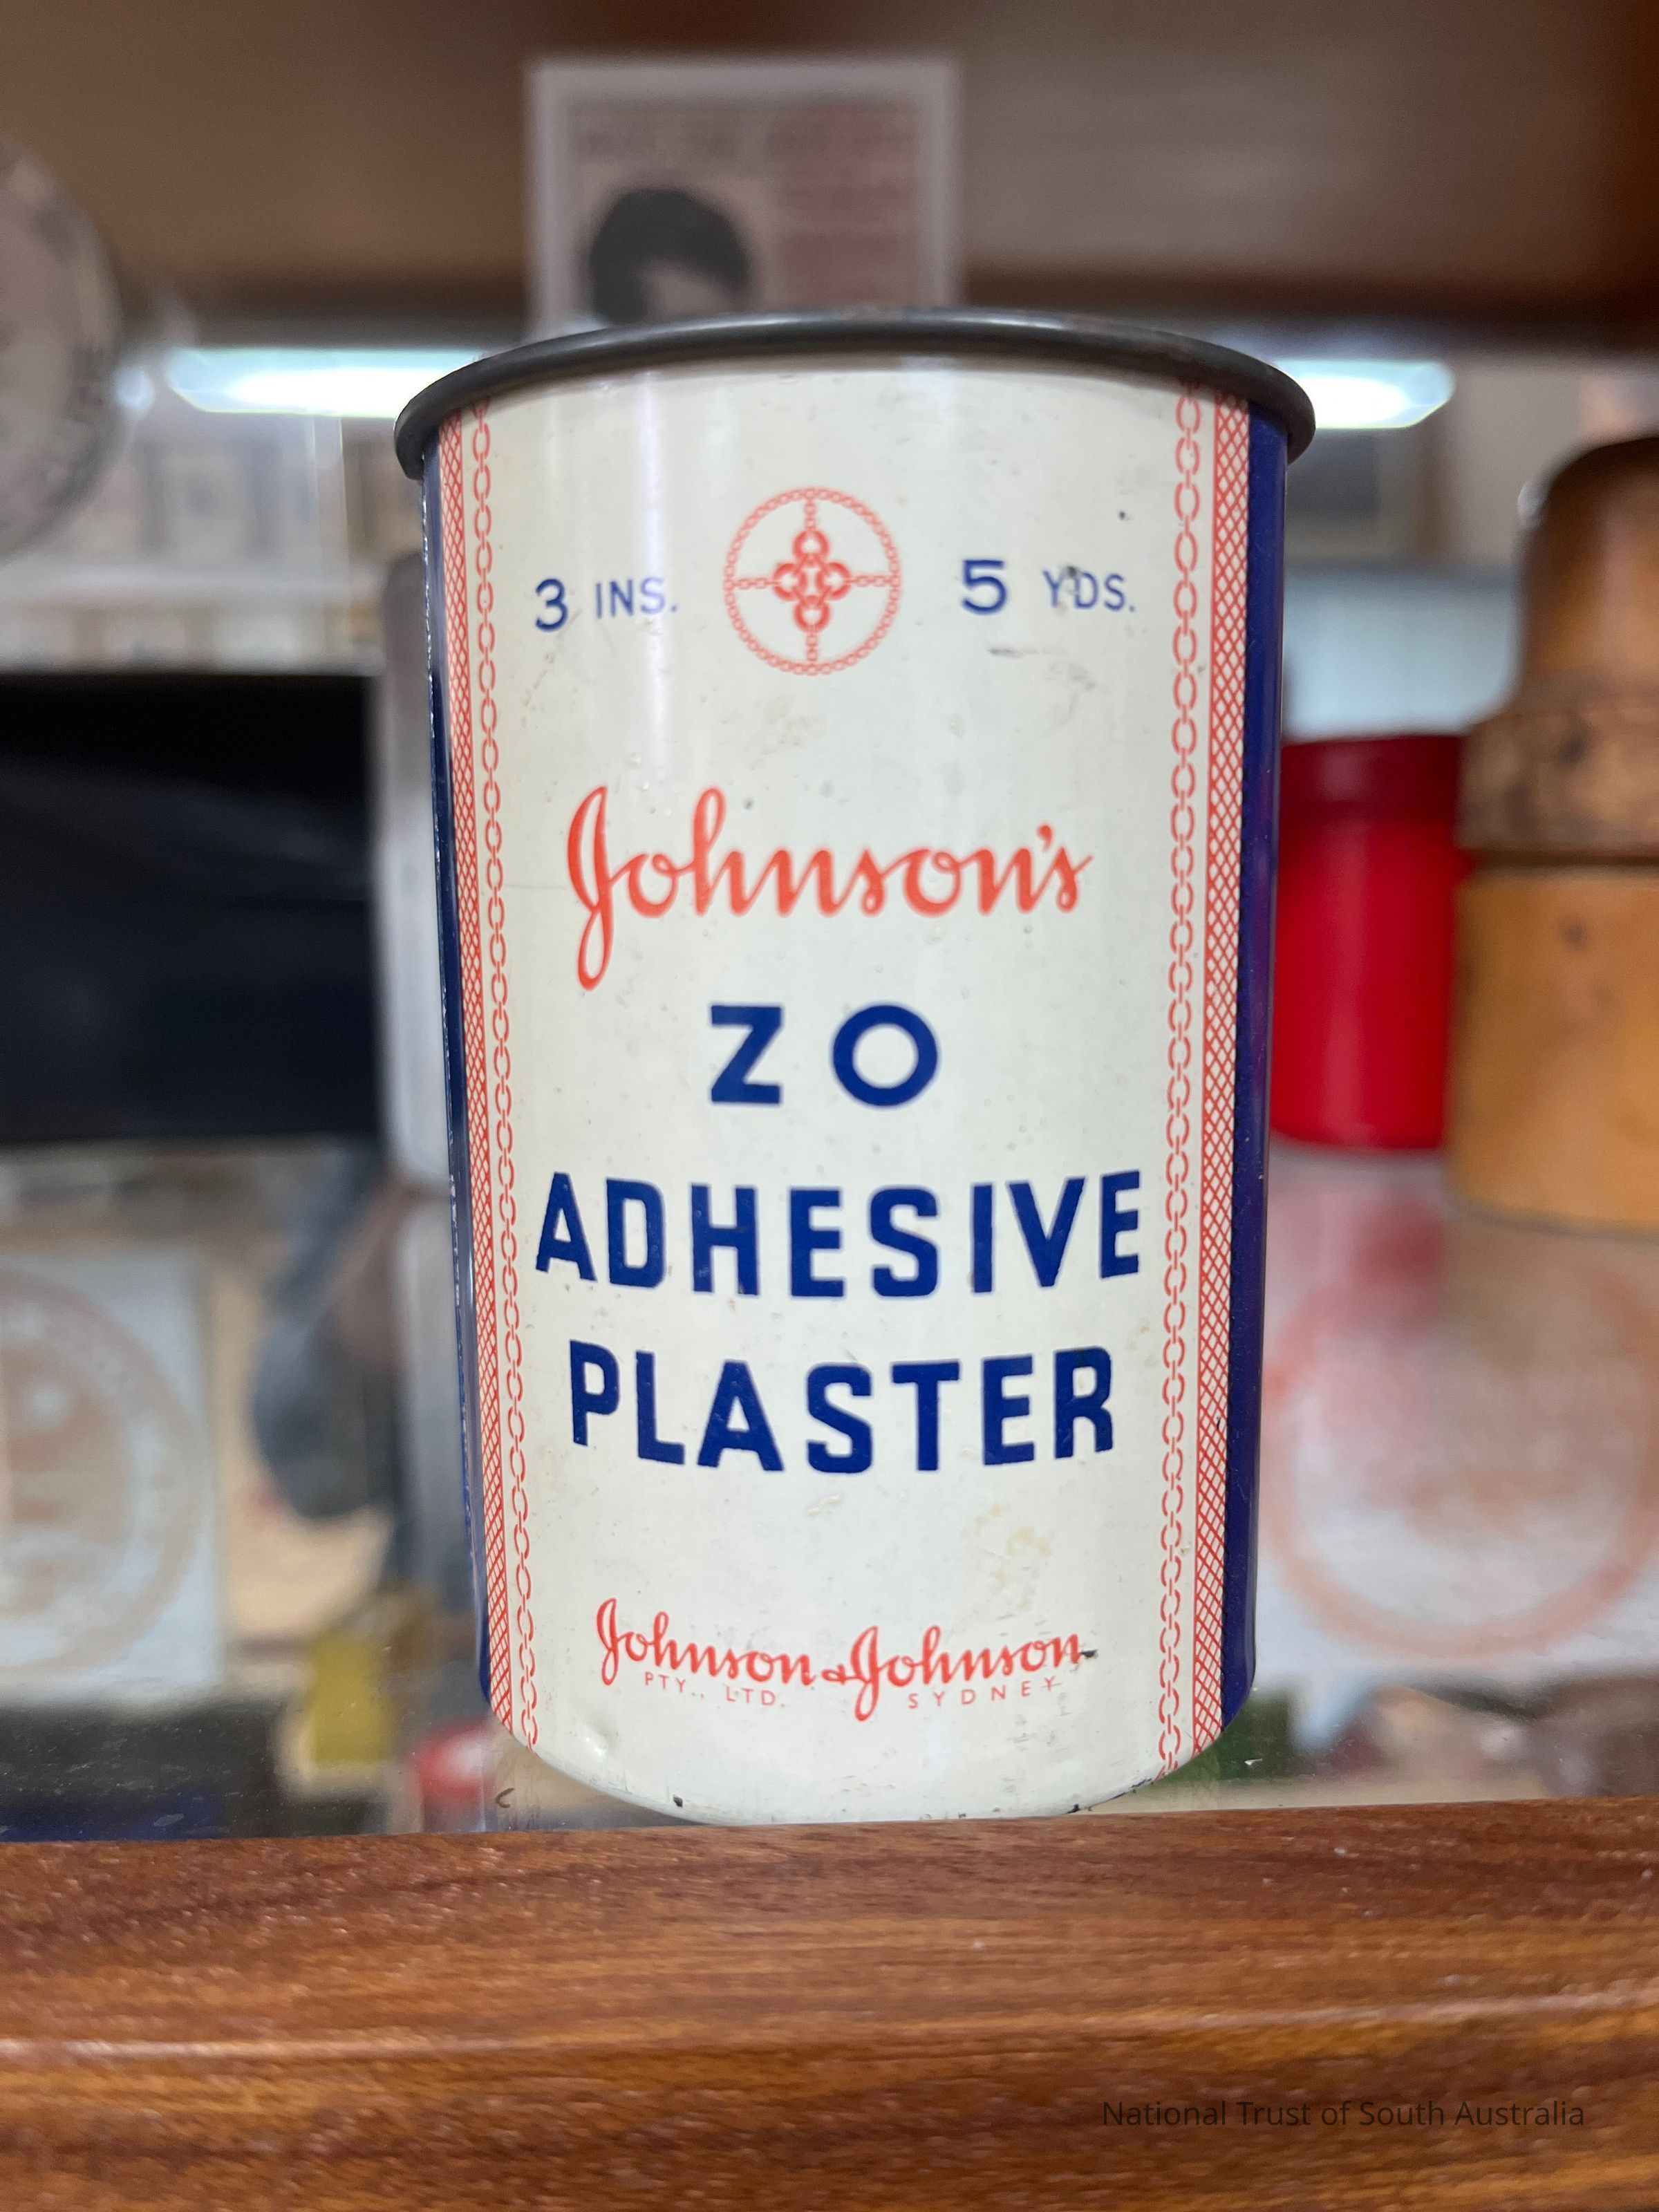 3 INS. 5 YDS.
Johnson's
ZO
ADHESIVE
PLASTER
Johnson & Johnson
PTY., LTD. SYDNEY
National Trust of South Australia